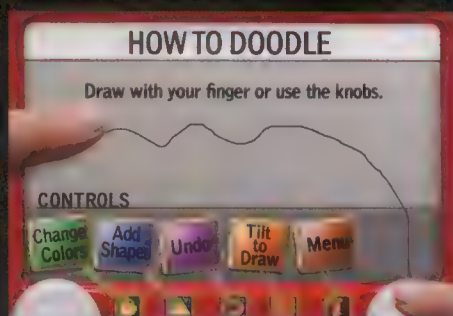 HOW TO DOODLE
Draw with your finger or use the knobs.
CONTROLS
Change Colors
Add Shapes
Undo
Tilt to Draw
Menu